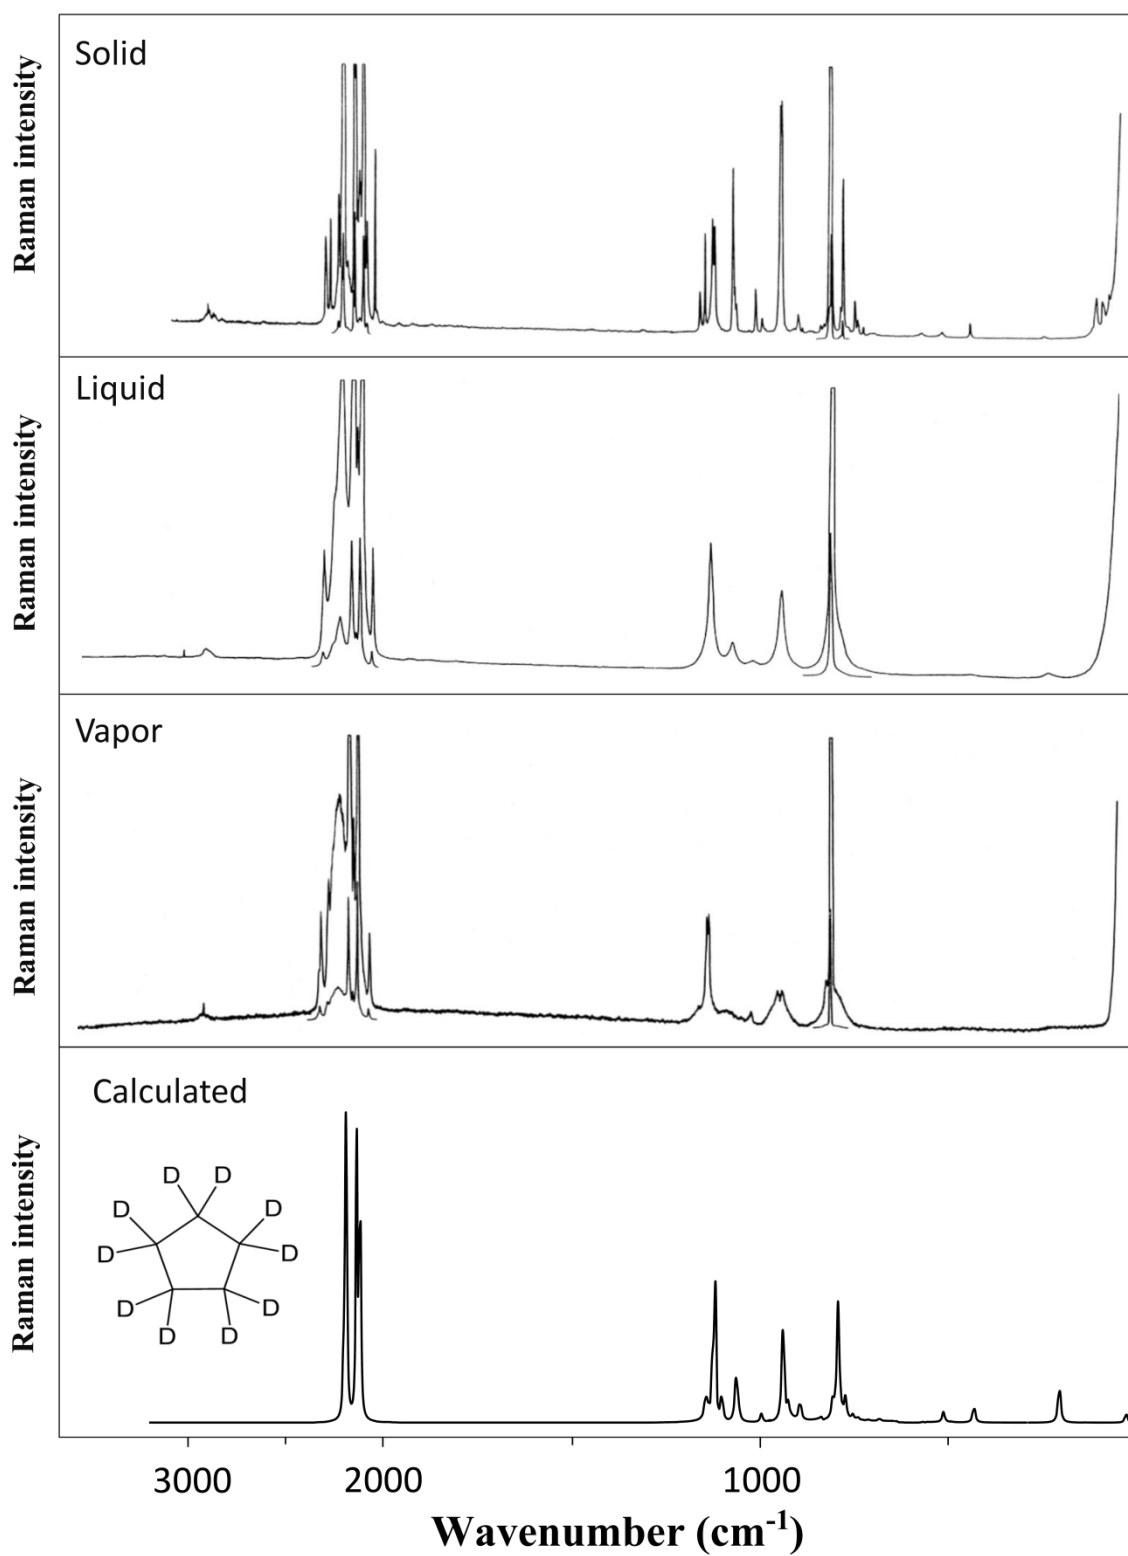 Solid
Raman intensity
Liquid
Raman intensity
Vapor
Raman intensity
Calculated
Raman intensity
D D
D D
D D
D D
D D
3000 2000 1000
Wavenumber (cm⁻¹)